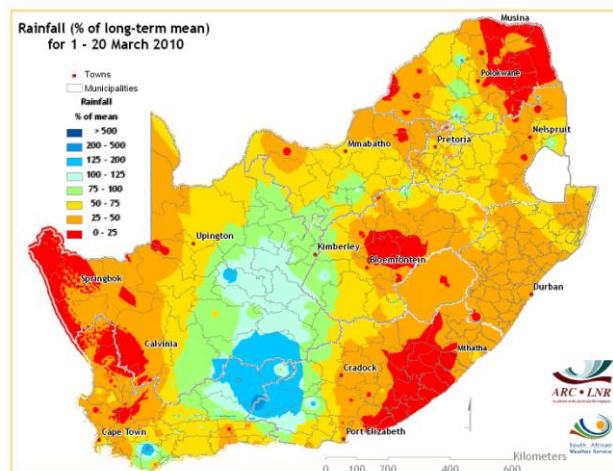 Rainfall (% of long-term mean)
for 1 - 20 March 2010
Towns
Municipalities
Rainfall
% of mean
> 500
200 - 500
125 - 200
100 - 125
75 - 100
50 - 75
25 - 50
0 - 25
Musina
Polokwane
Nelspruit
Pretoria
Mmabatho
Upington
Kimberley
Bloemfontein
Springbok
Durban
Calvinia
Mthatha
Cradock
Cape Town
Port Elizabeth
ARC • LNR
South African
Weather Service
Kilometers
0 100 200 400 600